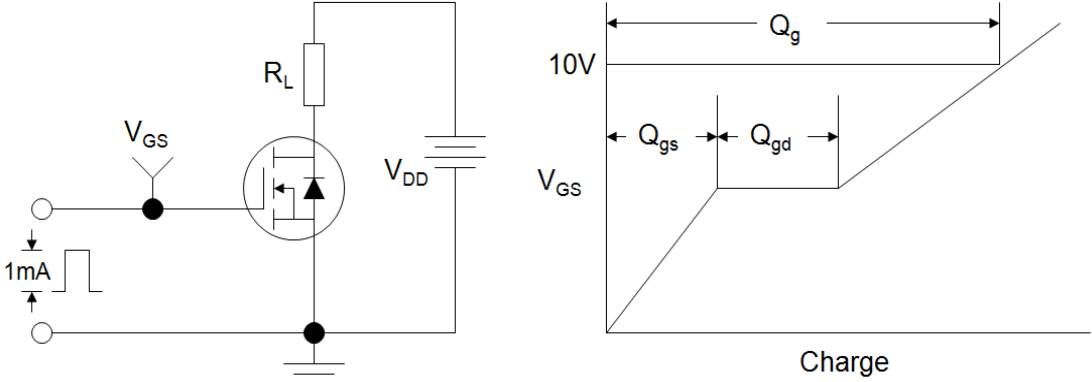 R_L
V_GS
V_DD
1mA
Q_g
10V
Q_gs
Q_gd
V_GS
Charge